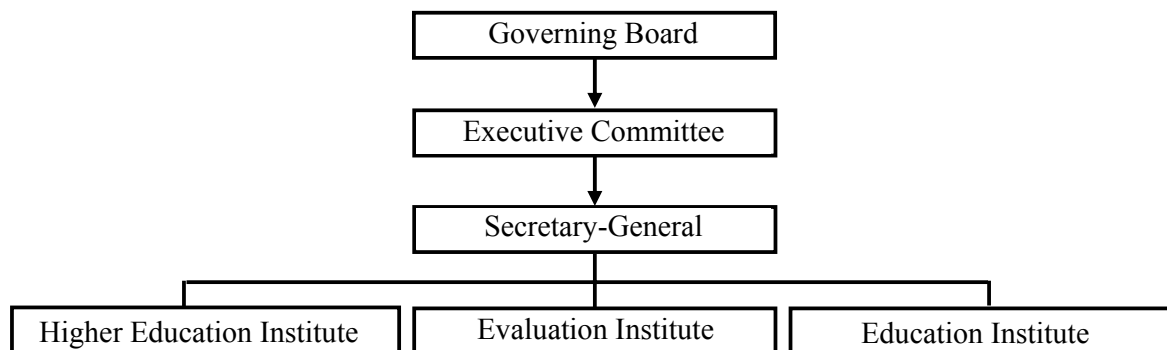 Governing Board
Executive Committee
Secretary-General
Higher Education Institute
Evaluation Institute
Education Institute